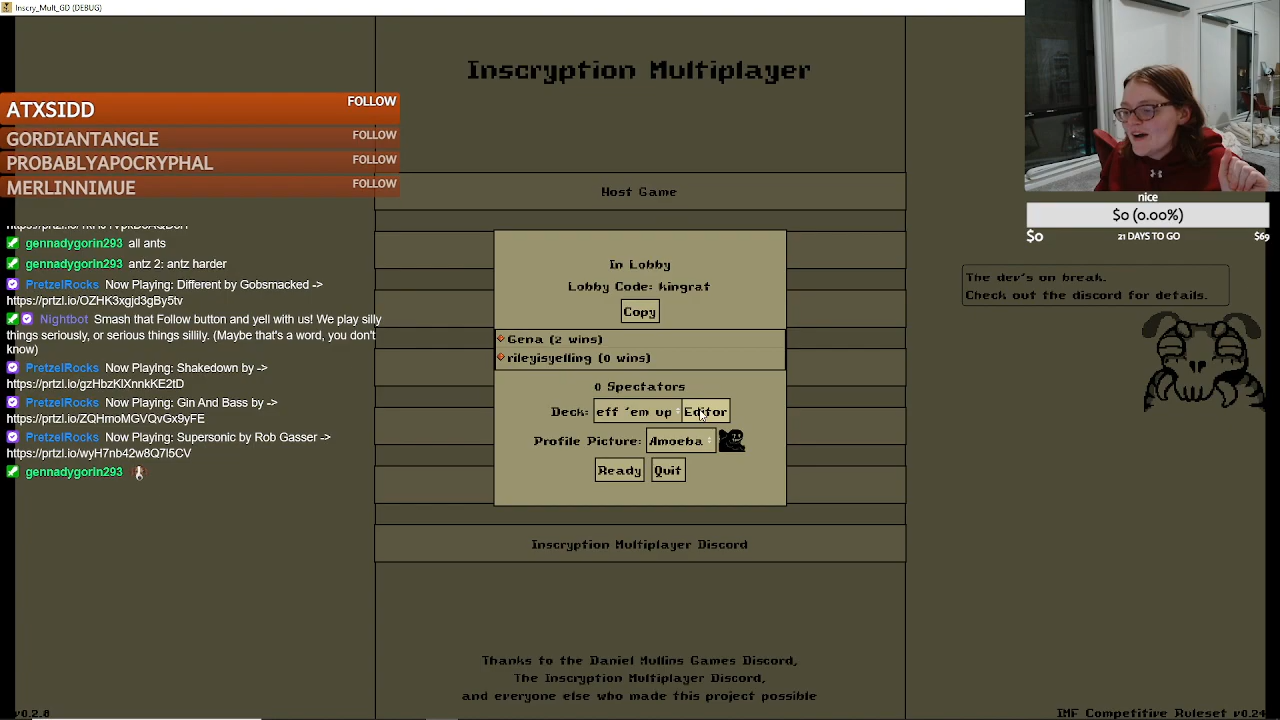 Inscry_Mult_GD (DEBUG)
Inscryption Multiplayer
ATXSIDD FOLLOW
GORDIANTANGLE FOLLOW
PROBABLYAPOCRYPHAL FOLLOW
MERLINNIMUE FOLLOW
gennadygorin293 all ants
gennadygorin293 antz 2: antz harder
PretzelRocks Now Playing: Different by Gobsmacked ->
https://prtzl.io/OZHK3xgjd3gBy5tv
Nightbot Smash that Follow button and yell with us! We play silly
things seriously, or serious things sillily. (Maybe that's a word, you don't
know)
PretzelRocks Now Playing: Shakedown by ->
https://prtzl.io/gzHbzKlXnnkKE2tD
PretzelRocks Now Playing: Gin And Bass by ->
https://prtzl.io/ZQHmoMGVQvGx9yFE
PretzelRocks Now Playing: Supersonic by Rob Gasser ->
https://prtzl.io/wyH7nb42w8Q7l5CV
gennadygorin293
Host Game
In Lobby
Lobby Code: kingrat
Copy
Gena (2 wins)
rileyisyelling (0 wins)
0 Spectators
Deck: eff 'em up Editor
Profile Picture: Amoeba
Ready Quit
Inscryption Multiplayer Discord
Thanks to the Daniel Mullins Games Discord,
The Inscryption Multiplayer Discord,
and everyone else who made this project possible
nice
$0 (0.00%)
$0 21 DAYS TO GO $69
The dev's on break.
Check out the discord for details.
v0.2.8
IMF Competitive Ruleset v0.24